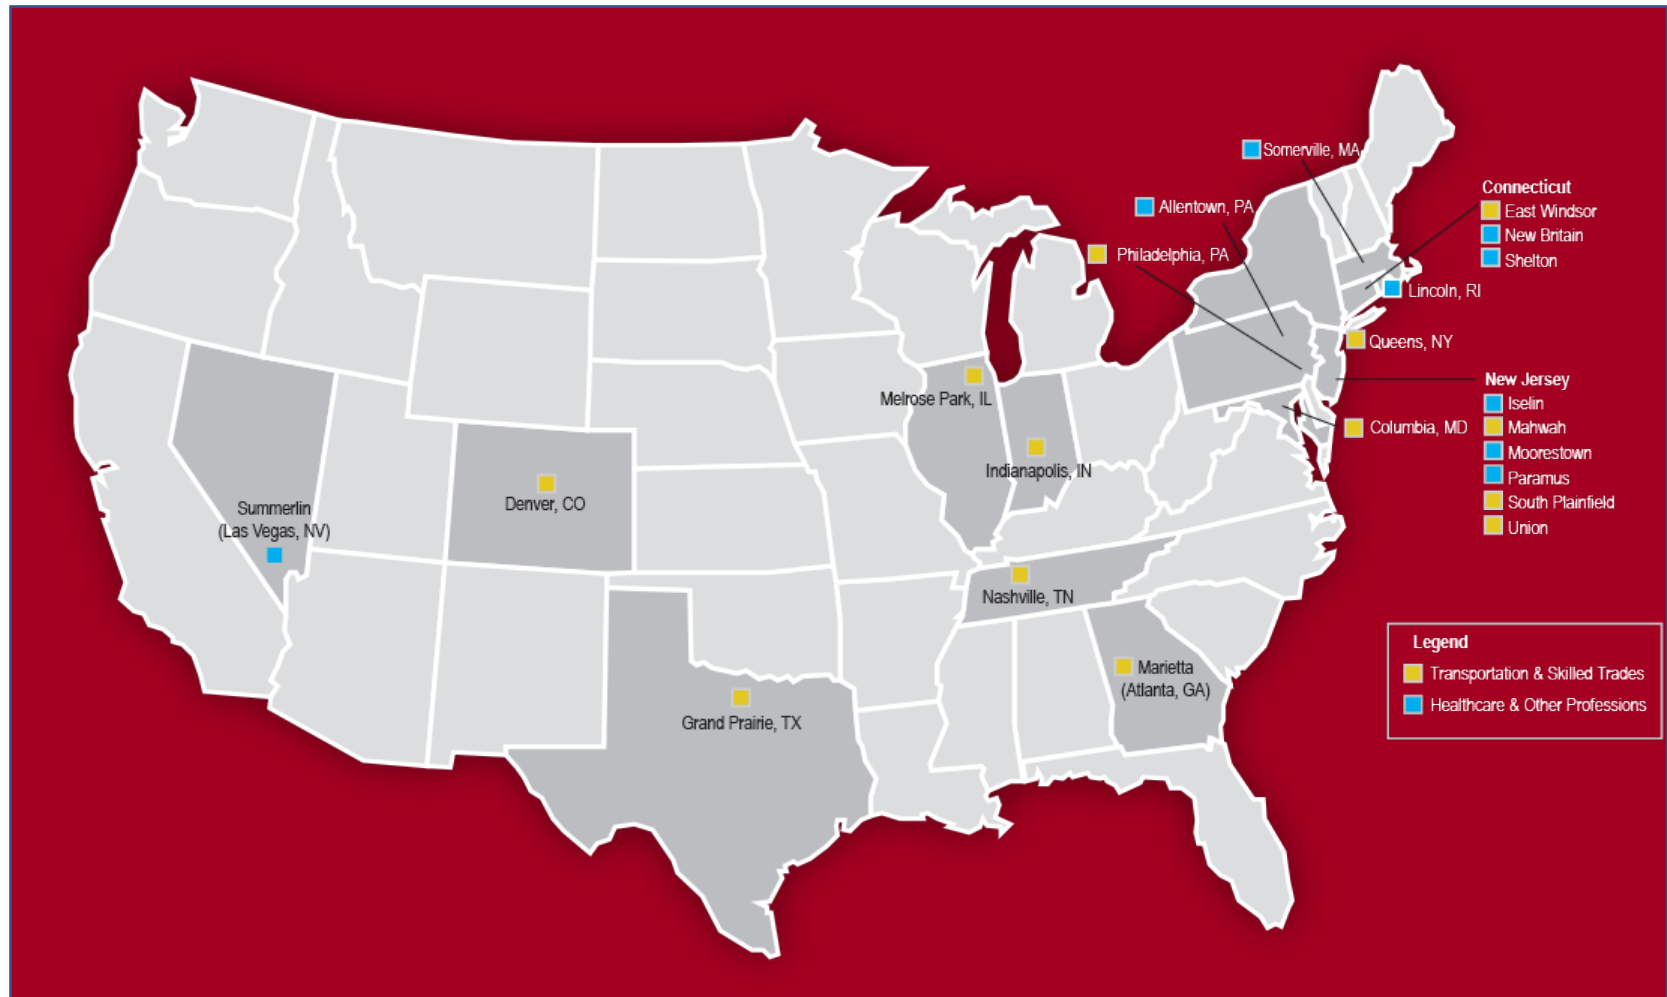 Somerville, MA
Connecticut
East Windsor
New Britain
Shelton
Allentown, PA
Philadelphia, PA
Lincoln, RI
Queens, NY
New Jersey
Iselin
Mahwah
Moorestown
Paramus
South Plainfield
Union
Columbia, MD
Melrose Park, IL
Indianapolis, IN
Denver, CO
Summerlin
(Las Vegas, NV)
Nashville, TN
Marietta
(Atlanta, GA)
Grand Prairie, TX
Legend
Transportation & Skilled Trades
Healthcare & Other Professions